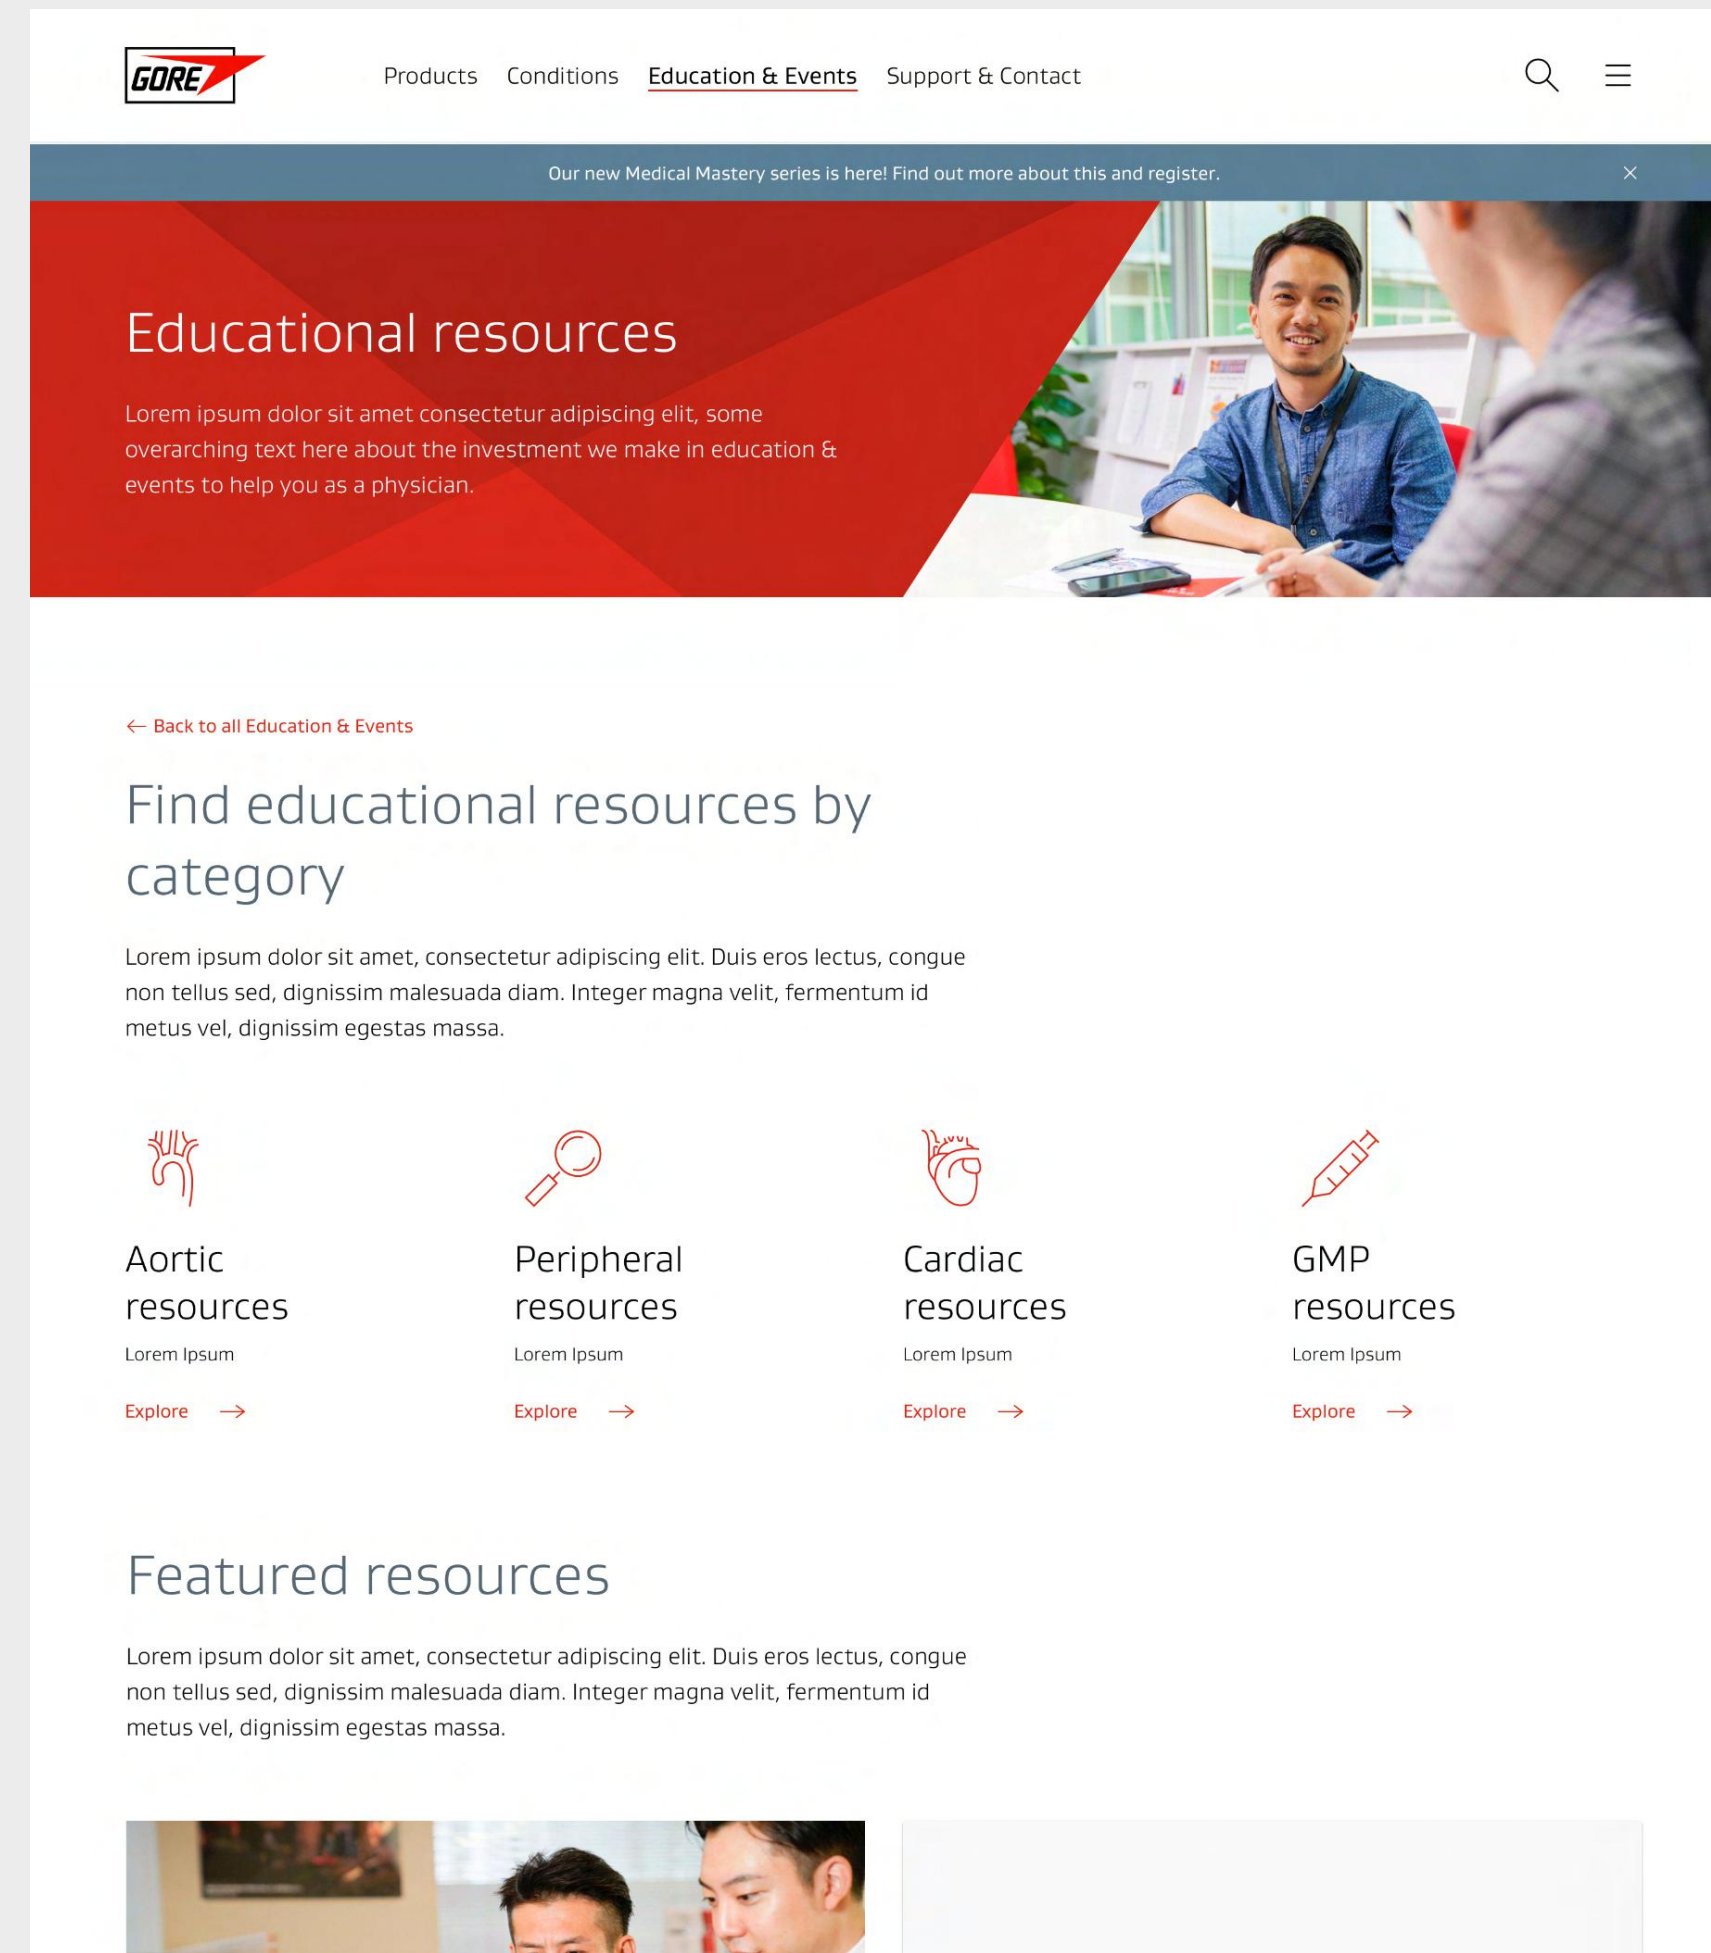 GORE
Products
Conditions
Education & Events
Support & Contact
Our new Medical Mastery series is here! Find out more about this and register.
Educational resources
Lorem ipsum dolor sit amet consectetur adipiscing elit, some
overarching text here about the investment we make in education &
events to help you as a physician.
Back to all Education & Events
Find educational resources by
category
Lorem ipsum dolor sit amet, consectetur adipiscing elit. Duis eros lectus, congue
non tellus sed, dignissim malesuada diam. Integer magna velit, fermentum id
metus vel, dignissim egestas massa.
Aortic
resources
Lorem Ipsum
Explore
Peripheral
resources
Lorem Ipsum
Explore
Cardiac
resources
Lorem Ipsum
Explore
GMP
resources
Lorem Ipsum
Explore
Featured resources
Lorem ipsum dolor sit amet, consectetur adipiscing elit. Duis eros lectus, congue
non tellus sed, dignissim malesuada diam. Integer magna velit, fermentum id
metus vel, dignissim egestas massa.